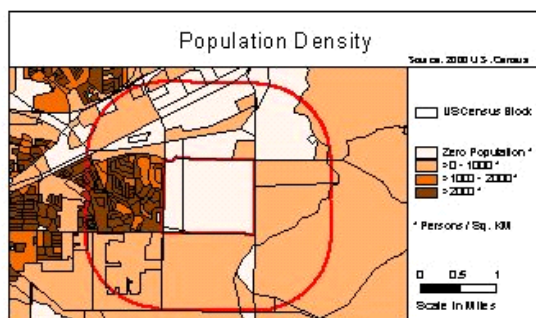 Population Density
Source: 2000 U.S. Census
US Census Block
Zero Population *
>0 - 1000 *
>1000 - 2000 *
>2000 *
* Persons / Sq. KM
0 0.5 1
Scale In Miles